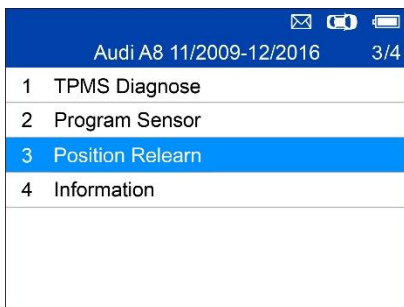 Audi A8 11/2009-12/2016 3/4
1 TPMS Diagnose
2 Program Sensor
3 Position Relearn
4 Information